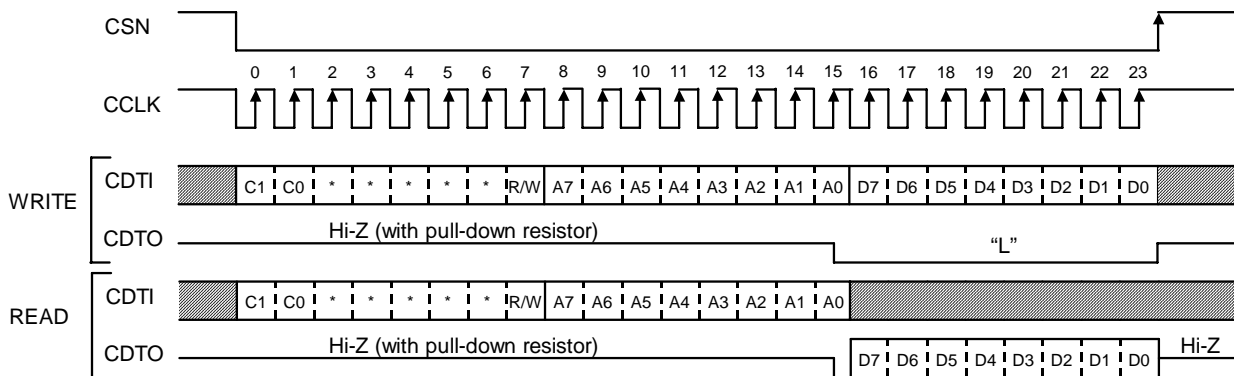 CSN
0 1 2 3 4 5 6 7 8 9 10 11 12 13 14 15 16 17 18 19 20 21 22 23
CCLK
WRITE
CDTI C1 C0 * * * * * R/W A7 A6 A5 A4 A3 A2 A1 A0 D7 D6 D5 D4 D3 D2 D1 D0
CDTO Hi-Z (with pull-down resistor) “L”
READ
CDTI C1 C0 * * * * * R/W A7 A6 A5 A4 A3 A2 A1 A0
CDTO Hi-Z (with pull-down resistor) D7 D6 D5 D4 D3 D2 D1 D0 Hi-Z